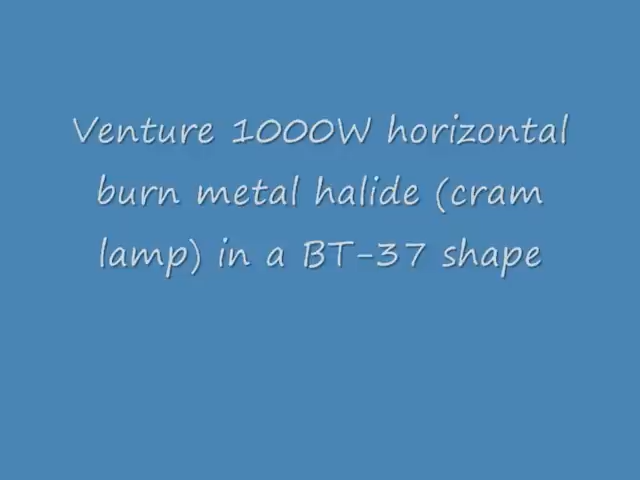 Venture 1000W horizontal
burn metal halide (cram
lamp) in a BT-37 shape